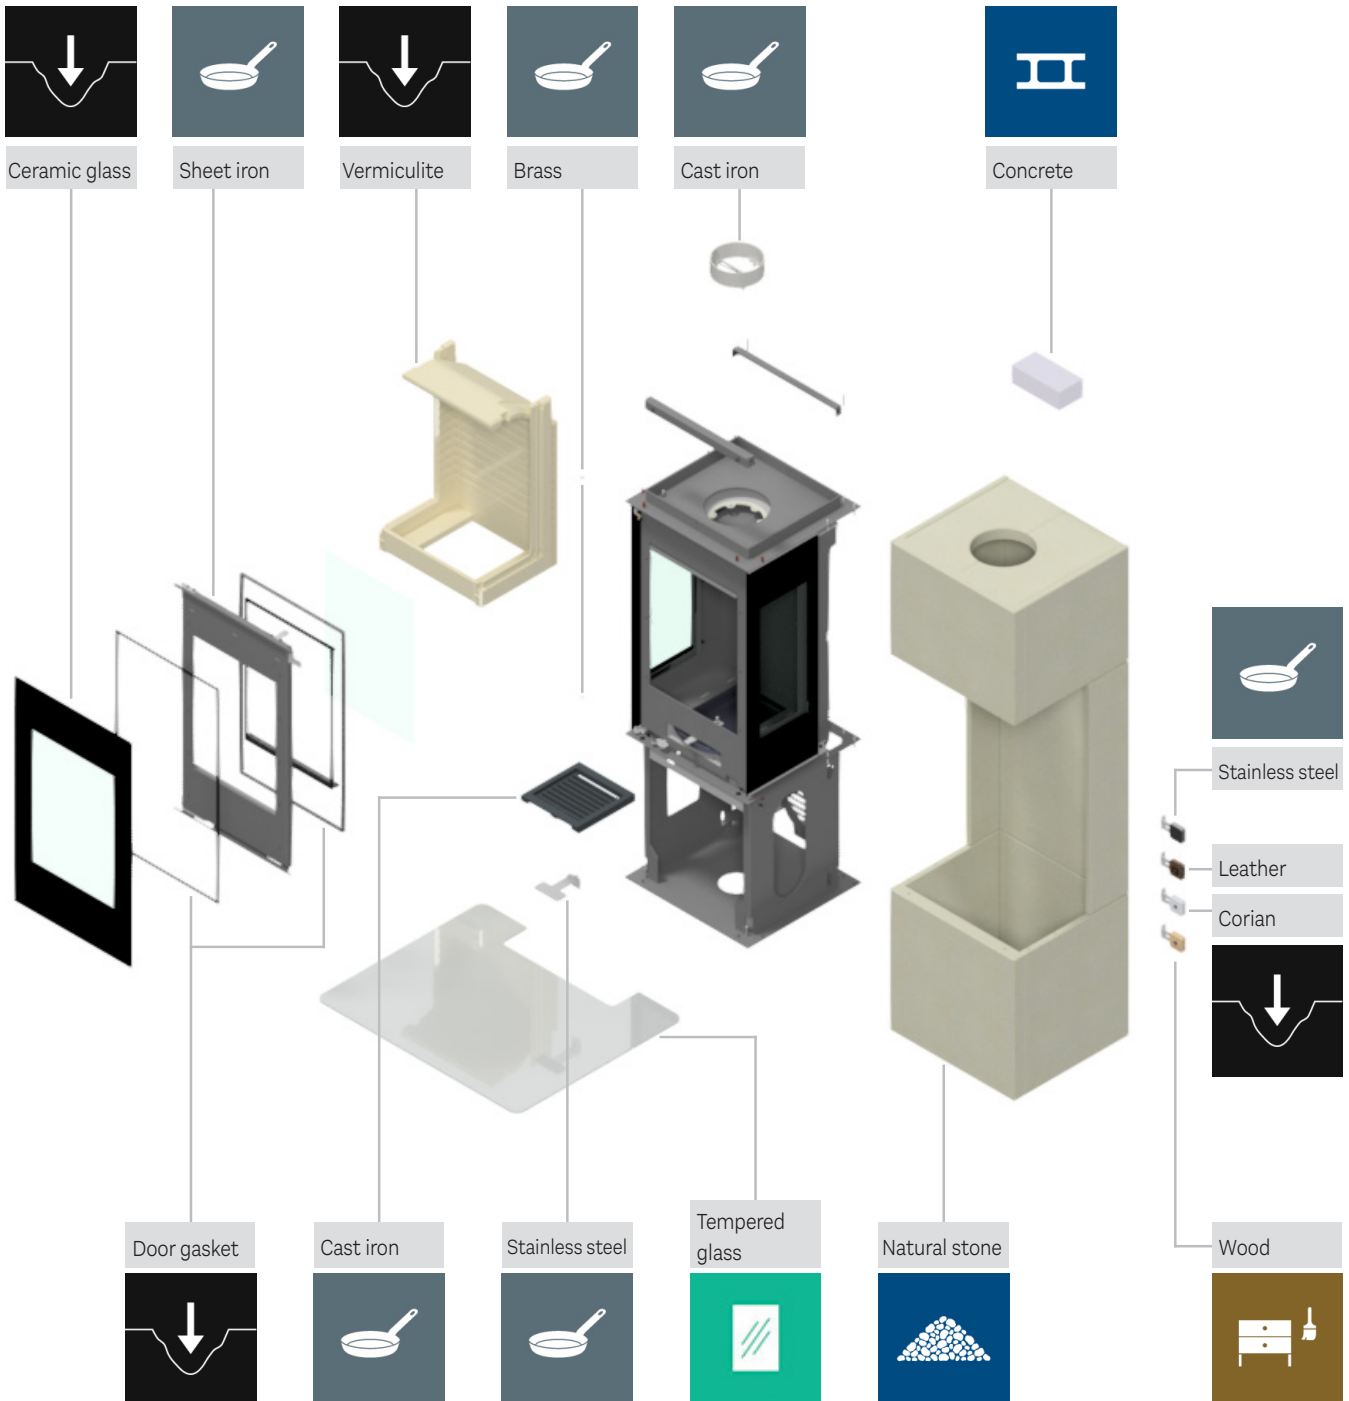 Ceramic glass
Sheet iron
Vermiculite
Brass
Cast iron
Concrete
Stainless steel
Leather
Corian
Door gasket
Cast iron
Stainless steel
Tempered
glass
Natural stone
Wood